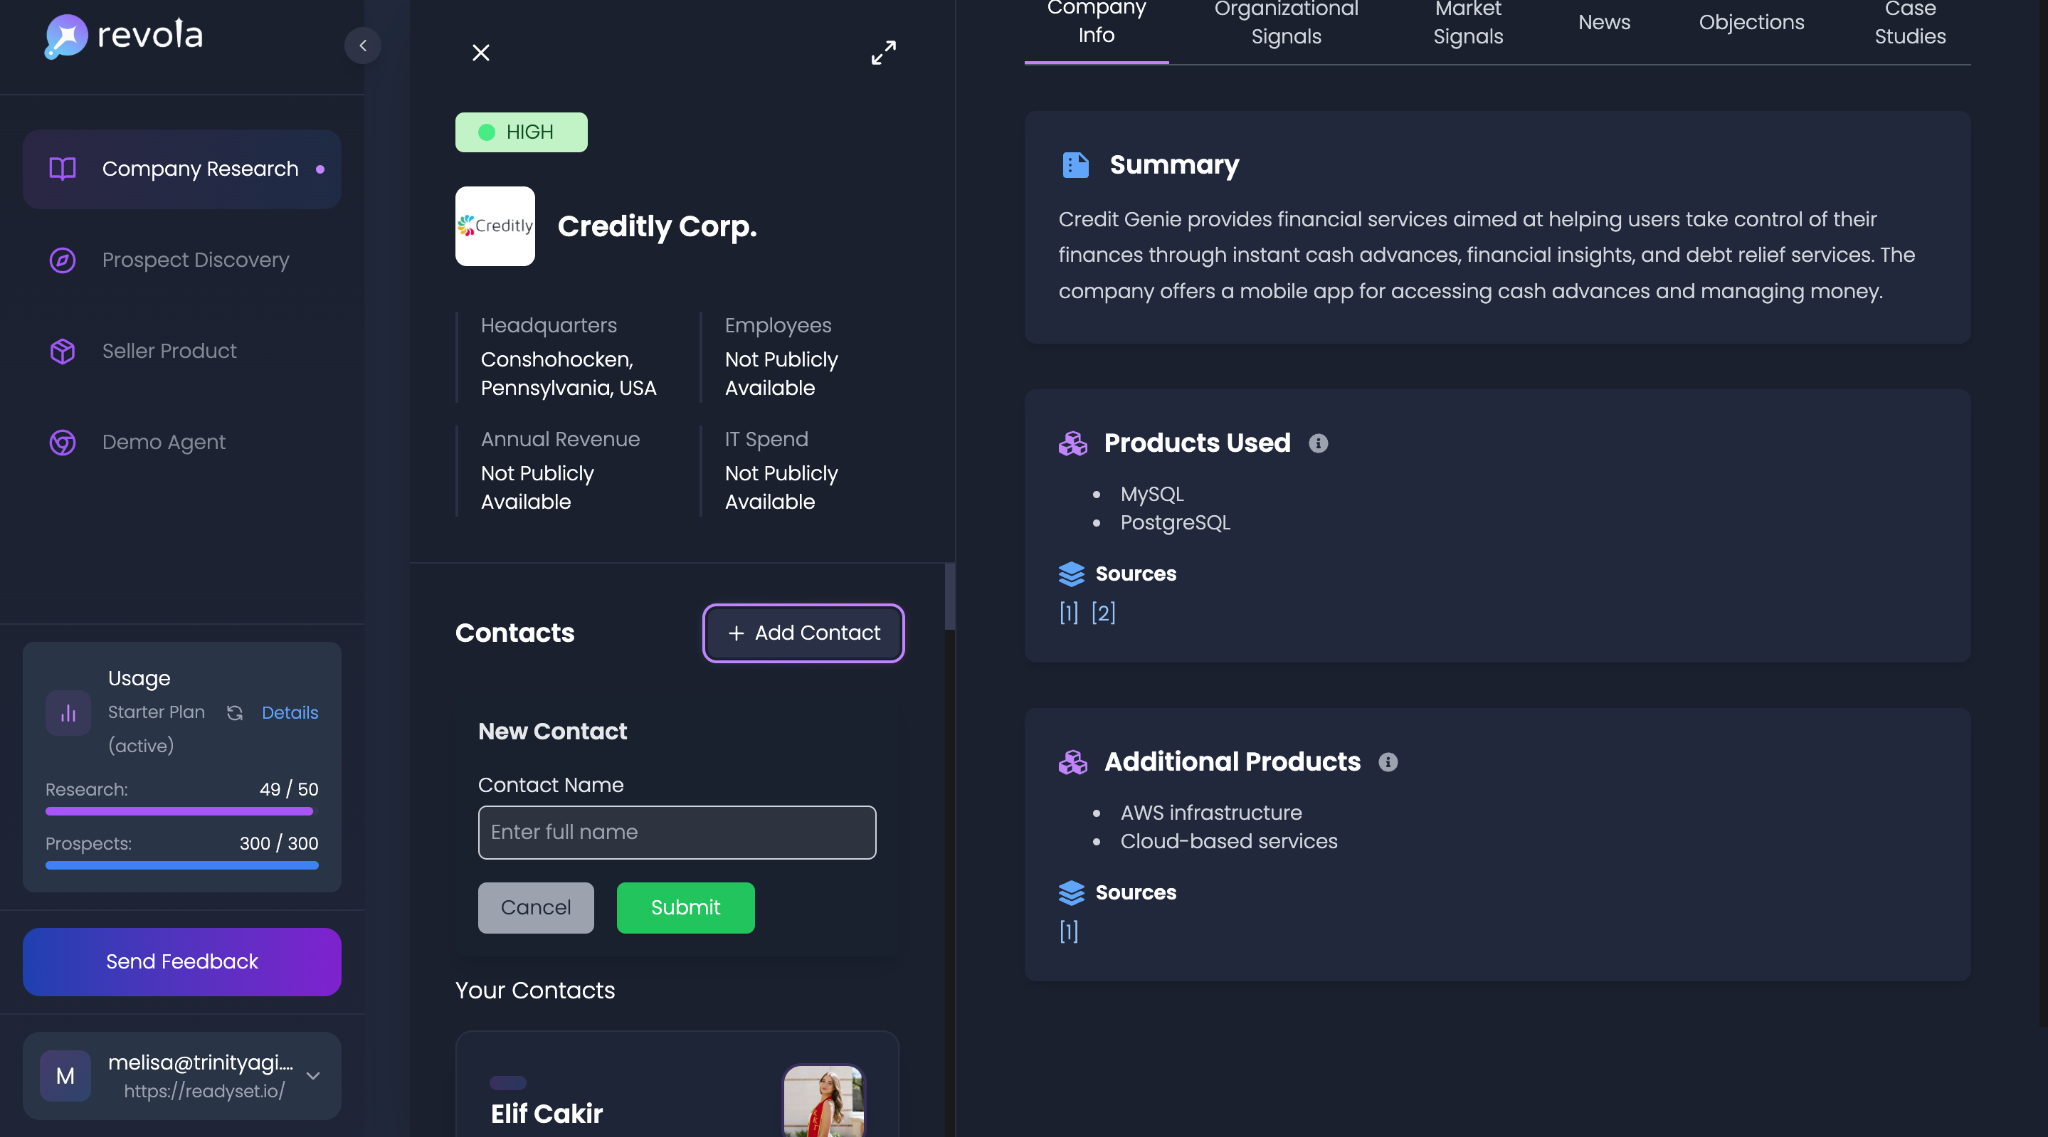 revola
Company Research
Prospect Discovery
Seller Product
Demo Agent
Usage
Starter Plan
(active)
Details
Research: 49 / 50
Prospects: 300 / 300
Send Feedback
M
melisa@trinityagi....
https://readyset.io/
HIGH
Creditly
Creditly Corp.
Headquarters
Conshohocken,
Pennsylvania, USA
Employees
Not Publicly
Available
Annual Revenue
Not Publicly
Available
IT Spend
Not Publicly
Available
Contacts
+ Add Contact
New Contact
Contact Name
Enter full name
Cancel
Submit
Your Contacts
Elif Cakir
Company
Info
Organizational
Signals
Market
Signals
News
Objections
Case
Studies
Summary
Credit Genie provides financial services aimed at helping users take control of their
finances through instant cash advances, financial insights, and debt relief services. The
company offers a mobile app for accessing cash advances and managing money.
Products Used
• MySQL
• PostgreSQL
Sources
[1] [2]
Additional Products
• AWS infrastructure
• Cloud-based services
Sources
[1]